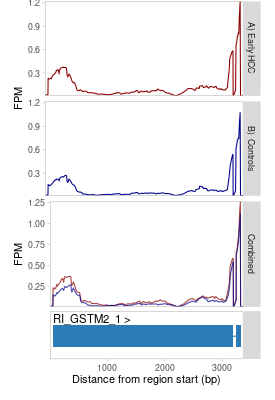 1.2
0.9
0.6
0.3
FPM
A) Early HCC
1.2
0.9
0.6
0.3
B) Controls
1.25
1.00
0.75
0.50
0.25
FPM
Combined
RI_GSTM2_1 >
1000 2000 3000
Distance from region start (bp)